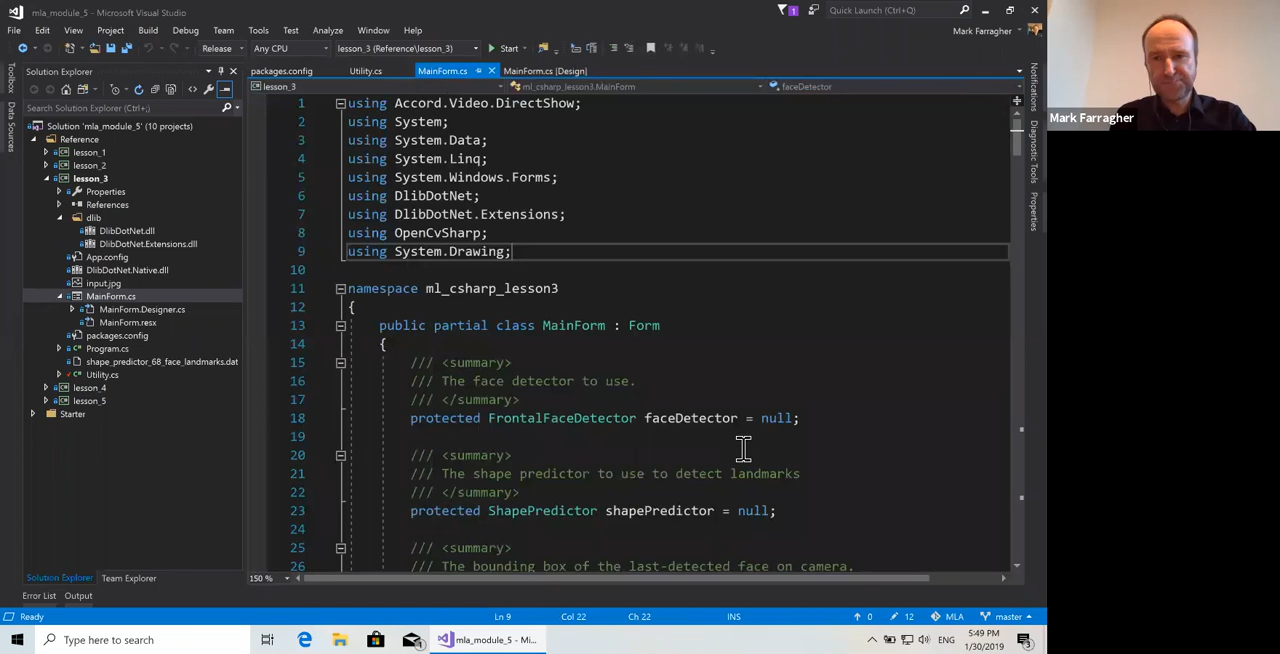 mla_module_5 - Microsoft Visual Studio
1
Quick Launch (Ctrl+Q)
File Edit View Project Build Debug Team Tools Test Analyze Window Help
Mark Farragher
Release Any CPU lesson_3 (Reference\lesson_3) Start
Toolbox
Data Sources
Solution Explorer
Search Solution Explorer (Ctrl+;)
Solution 'mla_module_5' (10 projects)
Reference
lesson_1
lesson_2
lesson_3
Properties
References
dlib
DlibDotNet.dll
DlibDotNet.Extensions.dll
App.config
DlibDotNet.Native.dll
input.jpg
MainForm.cs
MainForm.Designer.cs
MainForm.resx
packages.config
Program.cs
shape_predictor_68_face_landmarks.dat
Utility.cs
lesson_4
lesson_5
Starter
Solution Explorer Team Explorer
packages.config Utility.cs MainForm.cs MainForm.cs [Design]
lesson_3 ml_csharp_lesson3.MainForm faceDetector
1 using Accord.Video.DirectShow;
2 using System;
3 using System.Data;
4 using System.Linq;
5 using System.Windows.Forms;
6 using DlibDotNet;
7 using DlibDotNet.Extensions;
8 using OpenCvSharp;
9 using System.Drawing;
10
11 namespace ml_csharp_lesson3
12 {
13 public partial class MainForm : Form
14 {
15 /// <summary>
16 /// The face detector to use.
17 /// </summary>
18 protected FrontalFaceDetector faceDetector = null;
19
20 /// <summary>
21 /// The shape predictor to use to detect landmarks
22 /// </summary>
23 protected ShapePredictor shapePredictor = null;
24
25 /// <summary>
26 /// The bounding box of the last-detected face on camera.
150 %
Notifications
Diagnostic Tools
Properties
Mark Farragher
Error List Output
Ready Ln 9 Col 22 Ch 22 INS 0 12 MLA master
Type here to search
1
mla_module_5 - Mi...
ENG
5:49 PM
1/30/2019
3